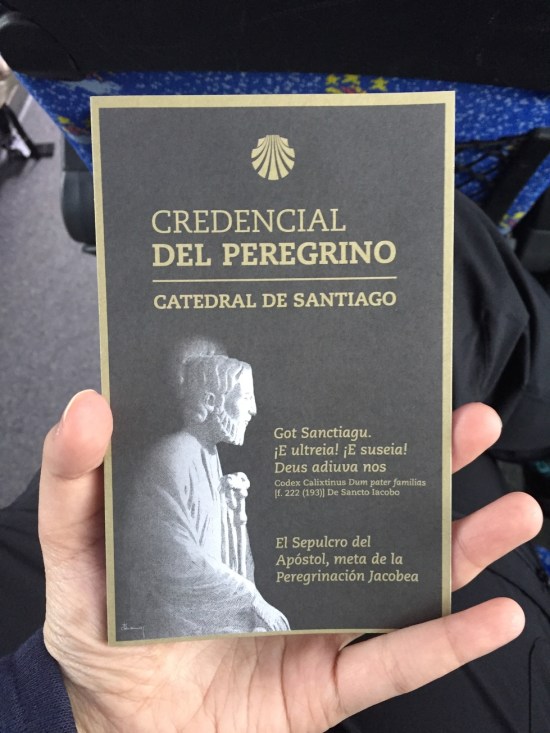 CREDENCIAL
DEL PEREGRINO
CATEDRAL DE SANTIAGO
Got Sanctiagu.
¡E ultreia! ¡E suseia!
Deus adiuva nos
Codex Calixtinus Dum pater familias
[f. 222 (193)] De Sancto Iacobo
El Sepulcro del
Apóstol, meta de la
Peregrinación Jacobea